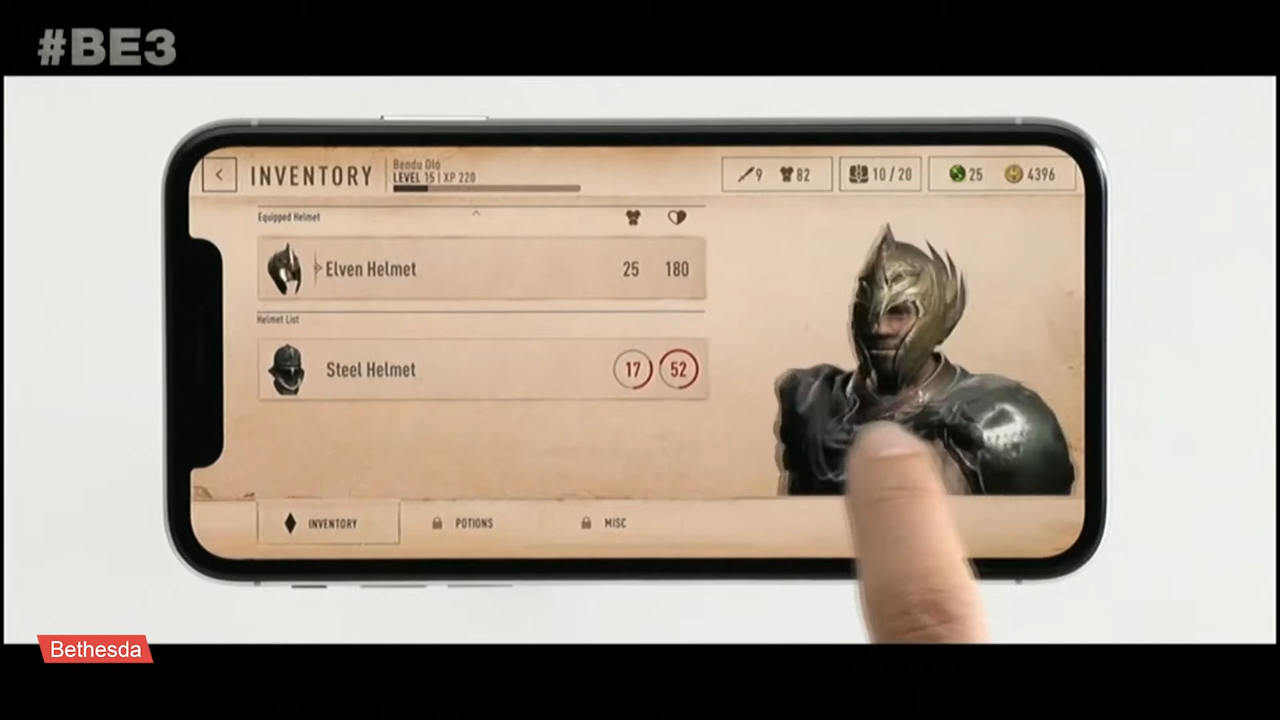 #BE3
INVENTORY
Bendu Olo
LEVEL 15 | XP 220
9 82
10 / 20
25 4396
Equipped Helmet
Elven Helmet 25 180
Helmet List
Steel Helmet 17 52
INVENTORY POTIONS MISC
Bethesda